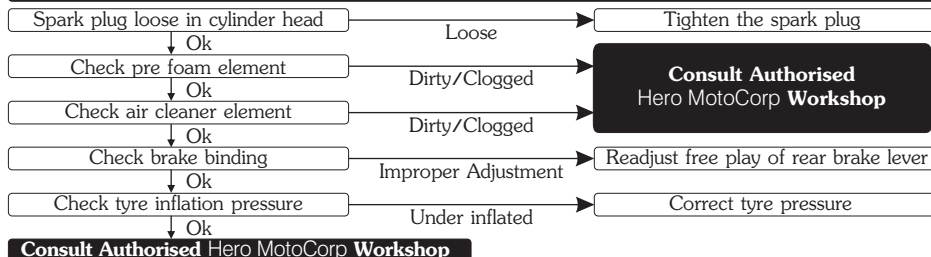 Spark plug loose in cylinder head
Loose
Tighten the spark plug
Ok
Check pre foam element
Dirty/Clogged
Consult Authorised
Hero MotoCorp Workshop
Ok
Check air cleaner element
Dirty/Clogged
Ok
Check brake binding
Improper Adjustment
Readjust free play of rear brake lever
Ok
Check tyre inflation pressure
Under inflated
Correct tyre pressure
Ok
Consult Authorised Hero MotoCorp Workshop